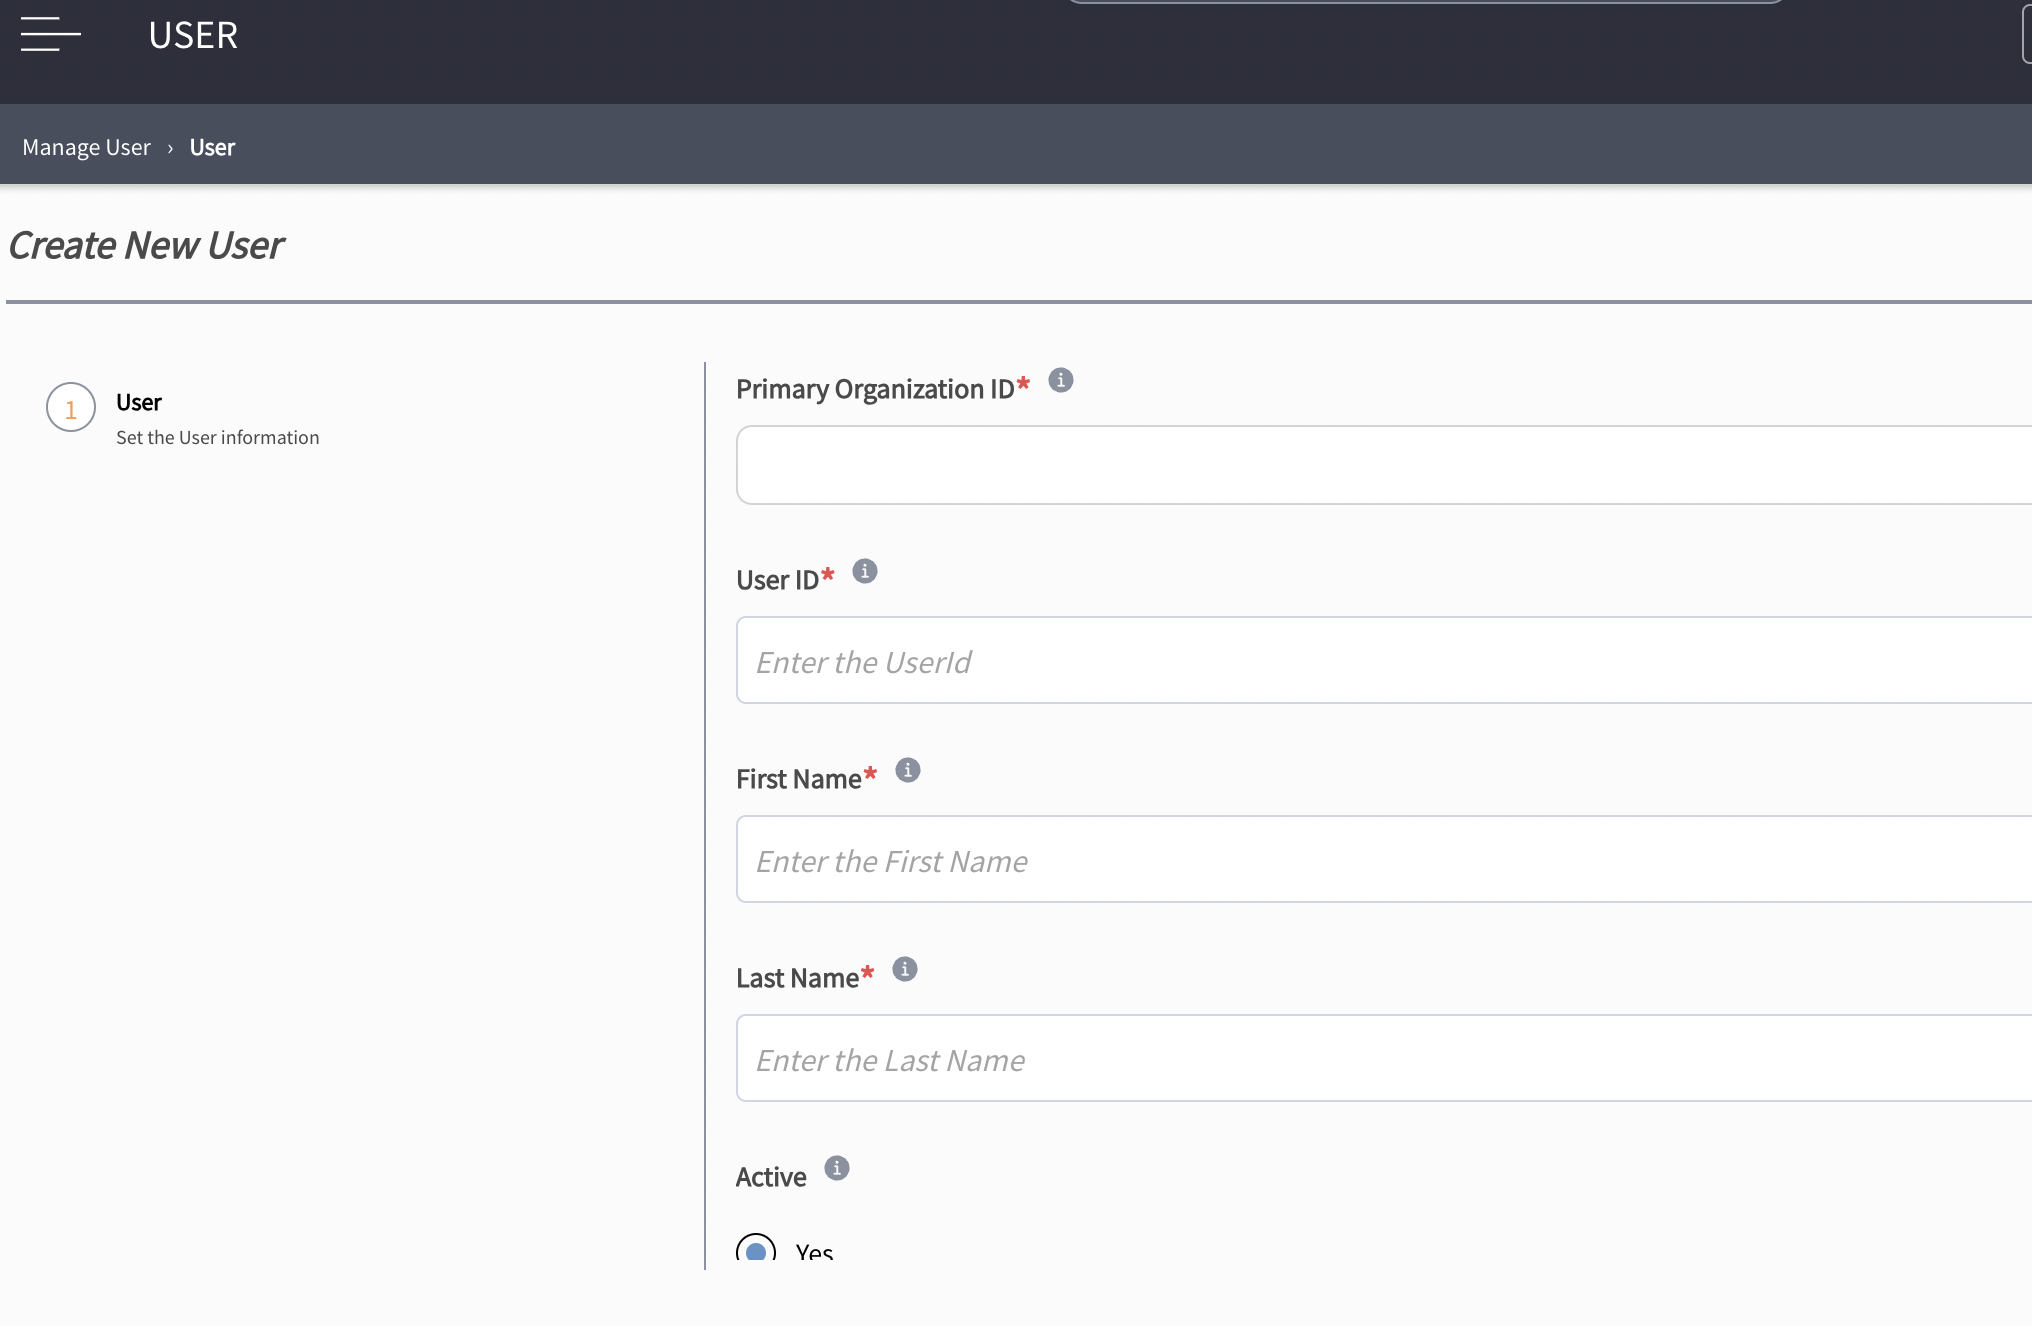 USER
Manage User › User
Create New User
1
User
Set the User information
Primary Organization ID*
User ID*
Enter the UserId
First Name*
Enter the First Name
Last Name*
Enter the Last Name
Active
Yes